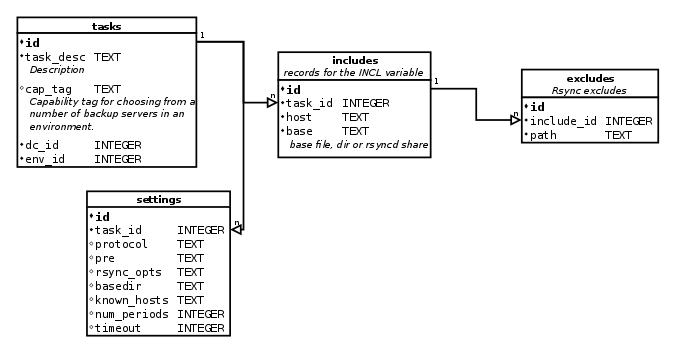 tasks
id
task_desc TEXT
Description
cap_tag TEXT
Capability tag for choosing from a
number of backup servers in an
environment.
dc_id INTEGER
env_id INTEGER
1
n
n
includes
records for the INCL variable
id
task_id INTEGER
host TEXT
base TEXT
base file, dir or rsyncd share
1
n
excludes
Rsync excludes
id
include_id INTEGER
path TEXT
settings
id
task_id INTEGER
protocol TEXT
pre TEXT
rsync_opts TEXT
basedir TEXT
known_hosts TEXT
num_periods INTEGER
timeout INTEGER